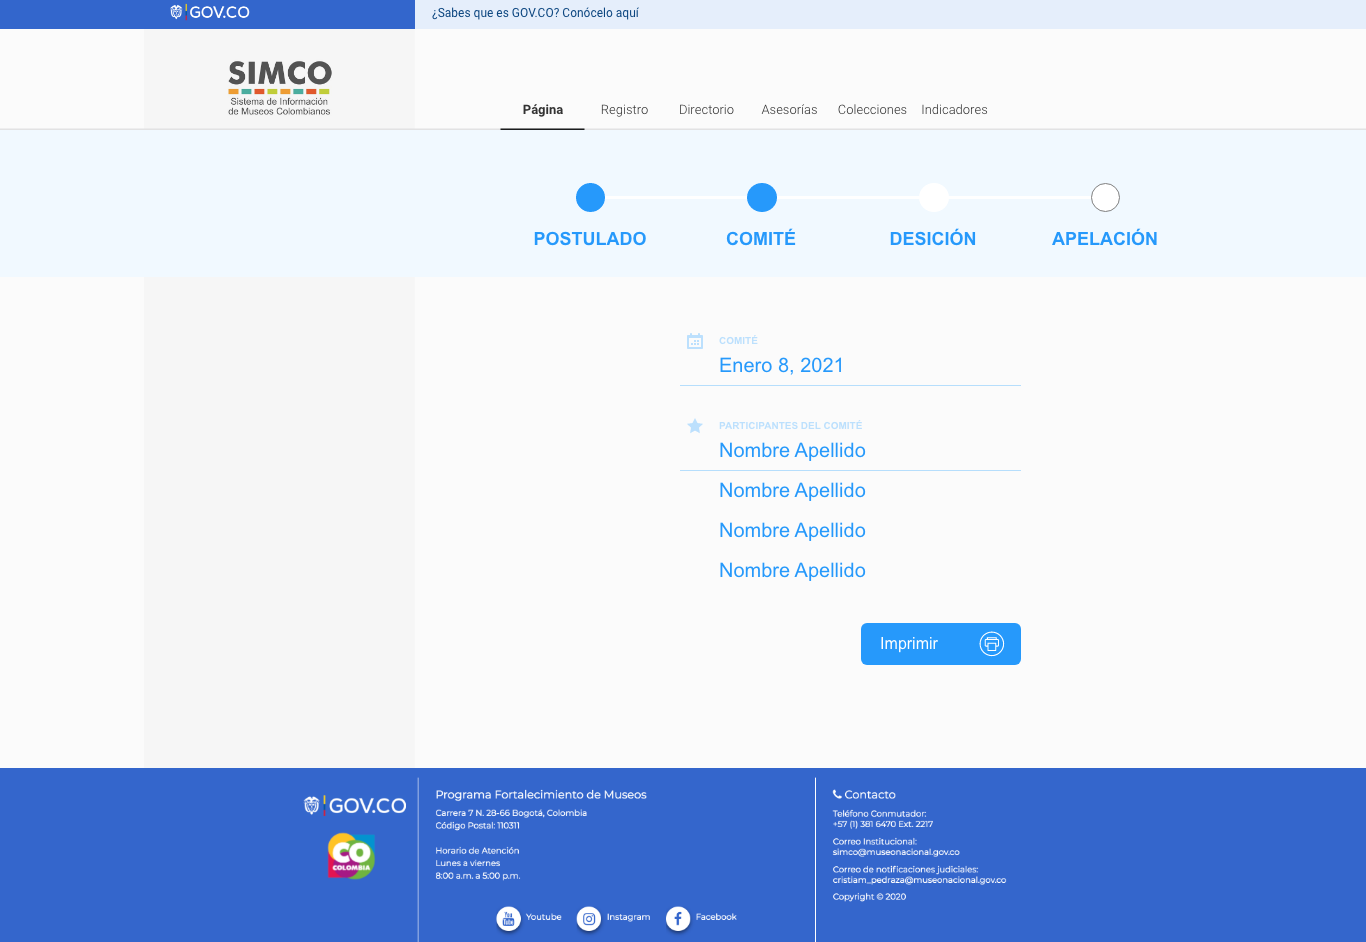 GOV.CO
¿Sabes que es GOV.CO? Conócelo aquí
SIMCO
Sistema de Información
de Museos Colombianos
Página
Registro
Directorio
Asesorías
Colecciones
Indicadores
POSTULADO
COMITÉ
DESICIÓN
APELACIÓN
COMITÉ
Enero 8, 2021
PARTICIPANTES DEL COMITÉ
Nombre Apellido
Nombre Apellido
Nombre Apellido
Nombre Apellido
Imprimir
GOV.CO
CO
COLOMBIA
Programa Fortalecimiento de Museos
Carrera 7 N. 28-66 Bogotá, Colombia
Código Postal: 110311
Horario de Atención
Lunes a viernes
8:00 a.m. a 5:00 p.m.
You
Tube
Youtube
Instagram
Facebook
Contacto
Teléfono Conmutador:
+57 (1) 381 6470 Ext. 2217
Correo Institucional:
simco@museonacional.gov.co
Correo de notificaciones judiciales:
cristiam_pedraza@museonacional.gov.co
Copyright © 2020